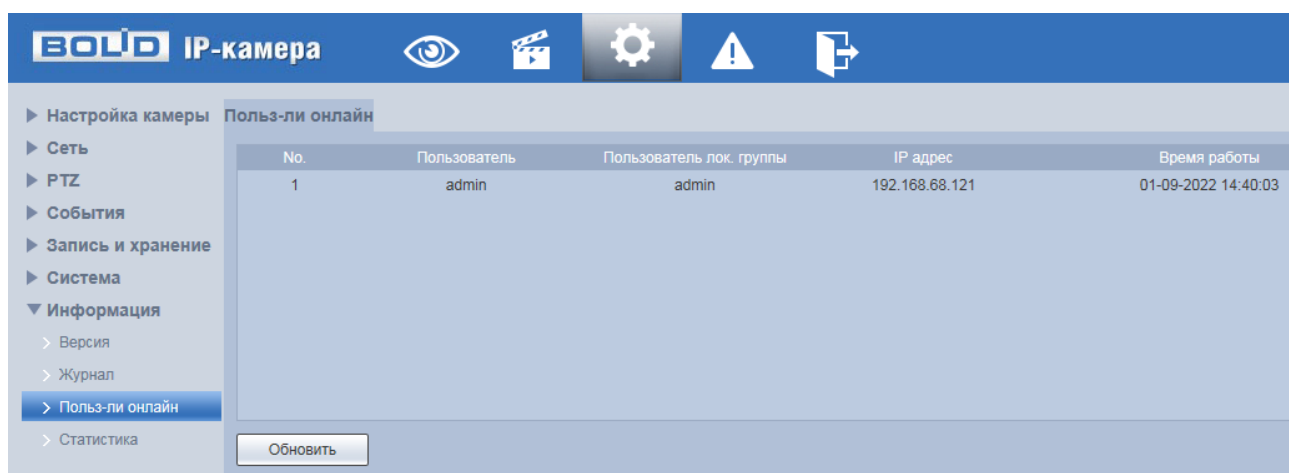 BOLID IP-камера
Настройка камеры
Сеть
PTZ
События
Запись и хранение
Система
Информация
Версия
Журнал
Польз-ли онлайн
Статистика
Польз-ли онлайн
No. Пользователь Пользователь лок. группы IP адрес Время работы
1 admin admin 192.168.68.121 01-09-2022 14:40:03
Обновить